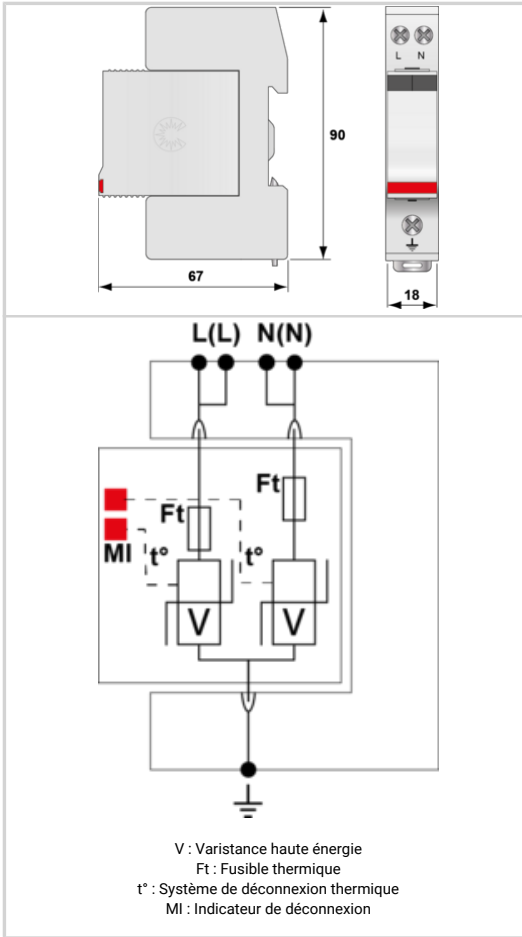 L N
90
67
18
L(L) N(N)
Ft
Ft
MI t° t°
V V
V : Varistance haute énergie
Ft : Fusible thermique
t° : Système de déconnexion thermique
MI : Indicateur de déconnexion